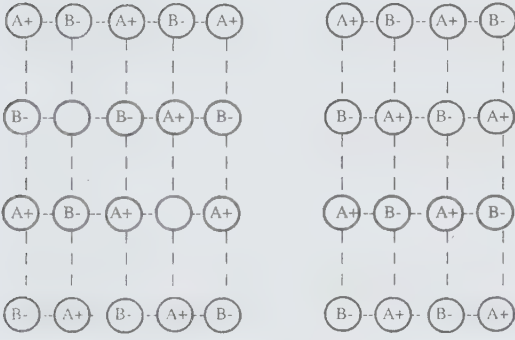 A+ B- A+ B- A+ A+ B- A+ B-
B- B- A+ B- B- A+ B- A+
A+ B- A+ A+ A+ B- A+ B-
B- A+ B- A+ B- B- A+ B- A+